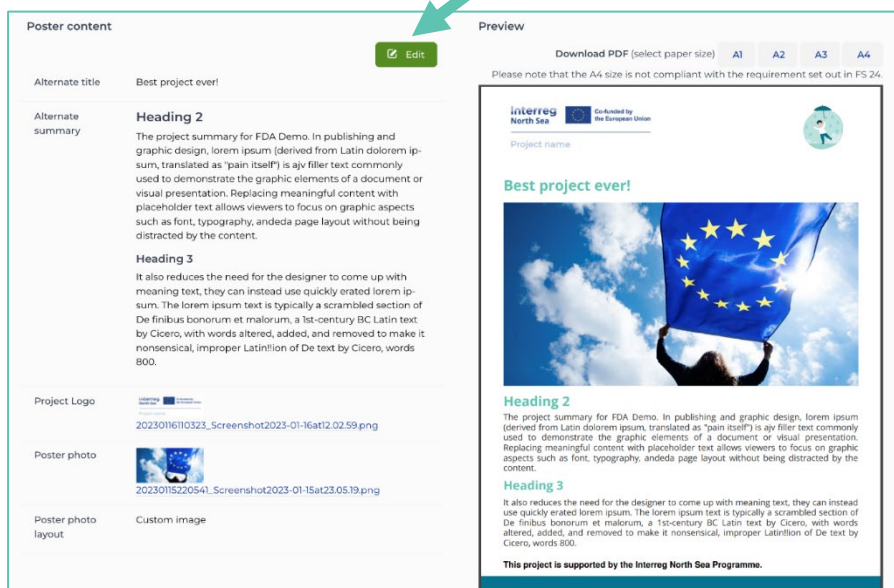 Poster content
Edit
Alternate title
Best project ever!
Alternate
summary
Heading 2
The project summary for FDA Demo. In publishing and
graphic design, lorem ipsum (derived from Latin dolorem ip-
sum, translated as "pain itself") is ajv filler text commonly
used to demonstrate the graphic elements of a document or
visual presentation. Replacing meaningful content with
placeholder text allows viewers to focus on graphic aspects
such as font, typography, andeda page layout without being
distracted by the content.
Heading 3
It also reduces the need for the designer to come up with
meaning text, they can instead use quickly erated lorem ip-
sum. The lorem ipsum text is typically a scrambled section of
De finibus bonorum et malorum, a 1st-century BC Latin text
by Cicero, with words altered, added, and removed to make it
nonsensical, improper Latin!!ion of De text by Cicero, words
800.
Project Logo
20230116110323_Screenshot2023-01-16at12.02.59.png
Poster photo
20230115220541_Screenshot2023-01-15at23.05.19.png
Poster photo
layout
Custom image
Preview
Download PDF (select paper size) A1 A2 A3 A4
Please note that the A4 size is not compliant with the requirement set out in FS 24.
Interreg
North Sea
Co-funded by
the European Union
Project name
Best project ever!
Heading 2
The project summary for FDA Demo. In publishing and graphic design, lorem ipsum
(derived from Latin dolorem ipsum, translated as "pain itself") is ajv filler text commonly
used to demonstrate the graphic elements of a document or visual presentation.
Replacing meaningful content with placeholder text allows viewers to focus on graphic
aspects such as font, typography, andeda page layout without being distracted by the
content.
Heading 3
It also reduces the need for the designer to come up with meaning text, they can instead
use quickly erated lorem ipsum. The lorem ipsum text is typically a scrambled section of
De finibus bonorum et malorum, a 1st-century BC Latin text by Cicero, with words
altered, added, and removed to make it nonsensical, improper Latin!!ion of De text by
Cicero, words 800.
This project is supported by the Interreg North Sea Programme.